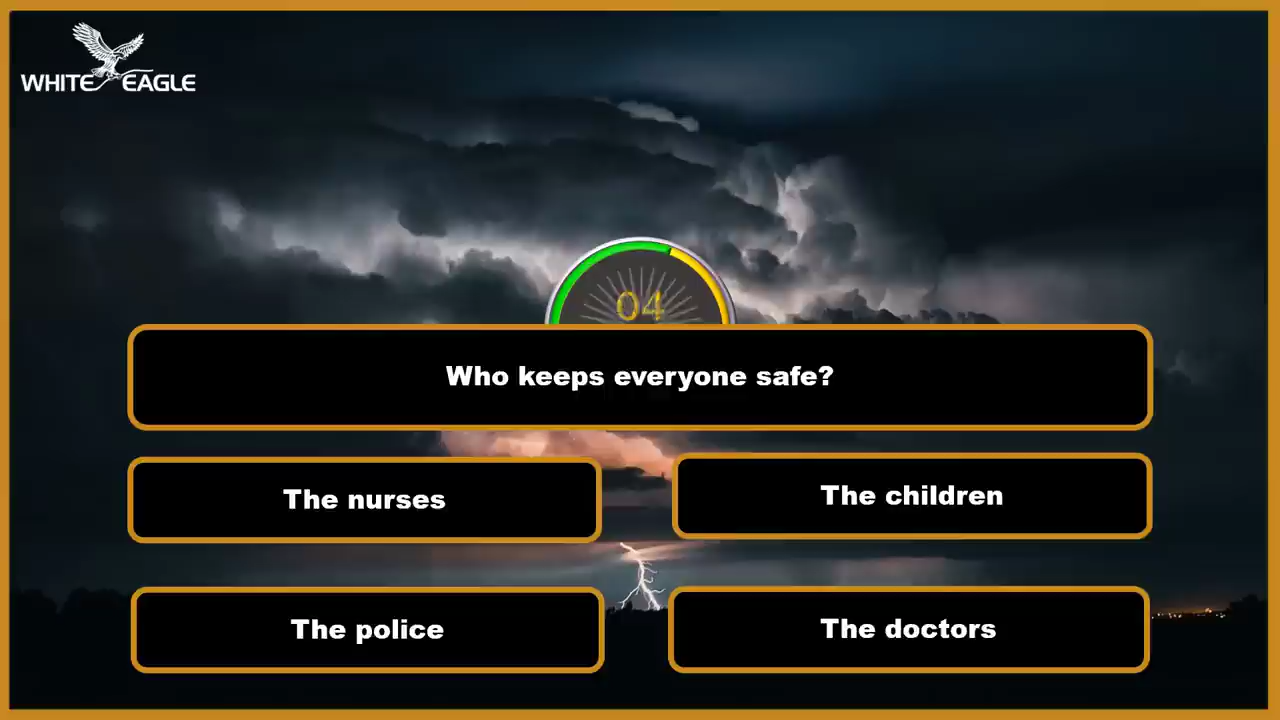 WHITE EAGLE
04
Who keeps everyone safe?
The nurses
The children
The police
The doctors